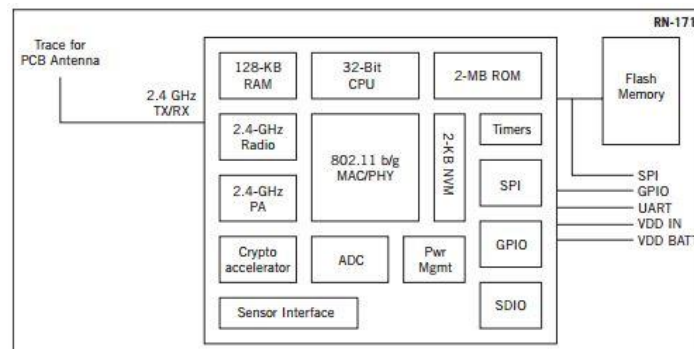 RN-171
Trace for
PCB Antenna
2.4 GHz
TX/RX
128-KB
RAM
32-Bit
CPU
2-MB ROM
Flash
Memory
2.4-GHz
Radio
802.11 b/g
MAC/PHY
2-KB NVM
Timers
2.4-GHz
PA
SPI
SPI
GPIO
UART
VDD IN
VDD BATT
Crypto
accelerator
ADC
Pwr
Mgmt
GPIO
Sensor Interface
SDIO